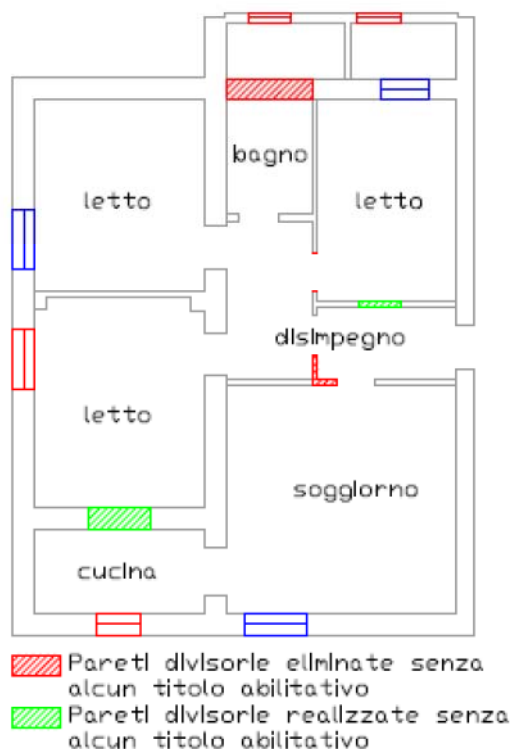 bagno
letto
letto
disimpegno
letto
soggiorno
cucina
Pareti divisorie eliminate senza
alcun titolo abilitativo
Pareti divisorie realizzate senza
alcun titolo abilitativo